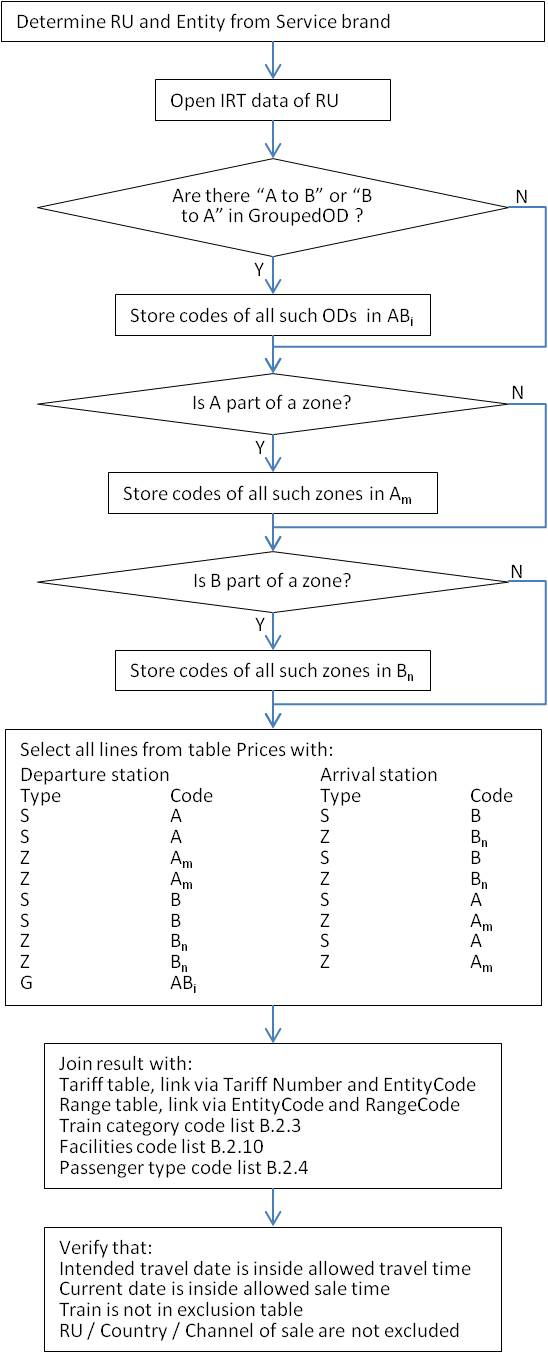 Determine RU and Entity from Service brand
Open IRT data of RU
Are there “A to B” or “B
to A” in GroupedOD ?
N
Y
Store codes of all such ODs in ABi
Is A part of a zone?
N
Y
Store codes of all such zones in Am
Is B part of a zone?
N
Y
Store codes of all such zones in Bn
Select all lines from table Prices with:
Departure station Arrival station
Type Code Type Code
S A S B
S A Z Bn
Z Am S B
Z Am Z Bn
S B S A
S B Z Am
Z Bn S A
Z Bn Z Am
G ABi
Join result with:
Tariff table, link via Tariff Number and EntityCode
Range table, link via EntityCode and RangeCode
Train category code list B.2.3
Facilities code list B.2.10
Passenger type code list B.2.4
Verify that:
Intended travel date is inside allowed travel time
Current date is inside allowed sale time
Train is not in exclusion table
RU / Country / Channel of sale are not excluded